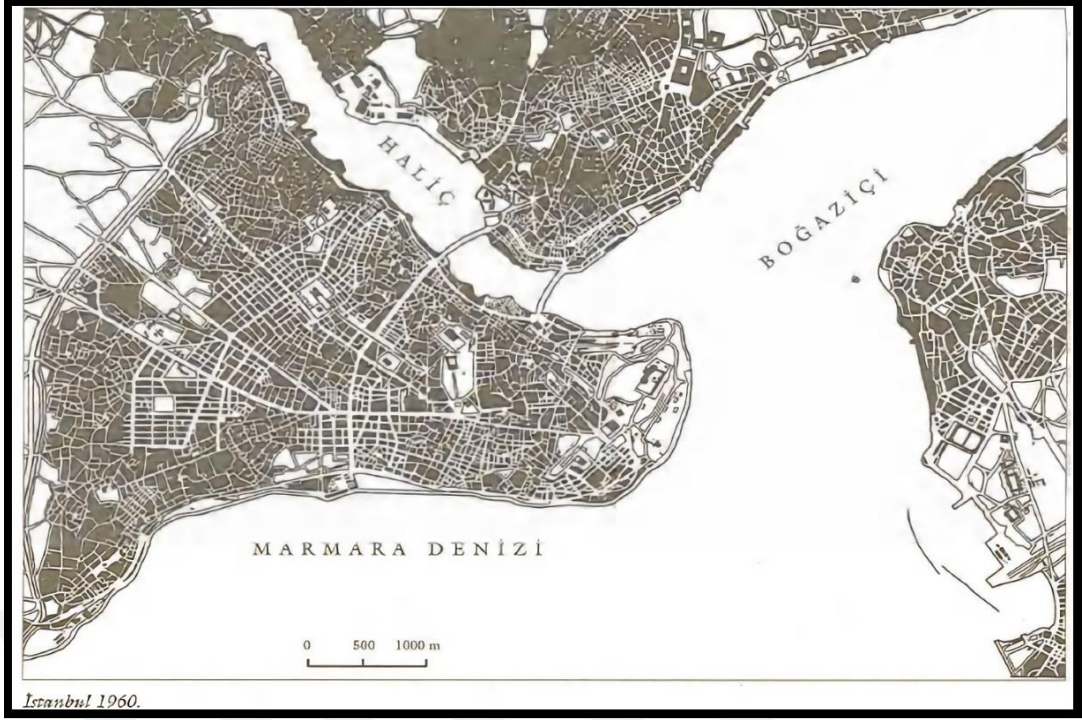 HALİÇ
BOĞAZİÇİ
MARMARA DENİZİ
0 500 1000 m
İstanbul 1960.